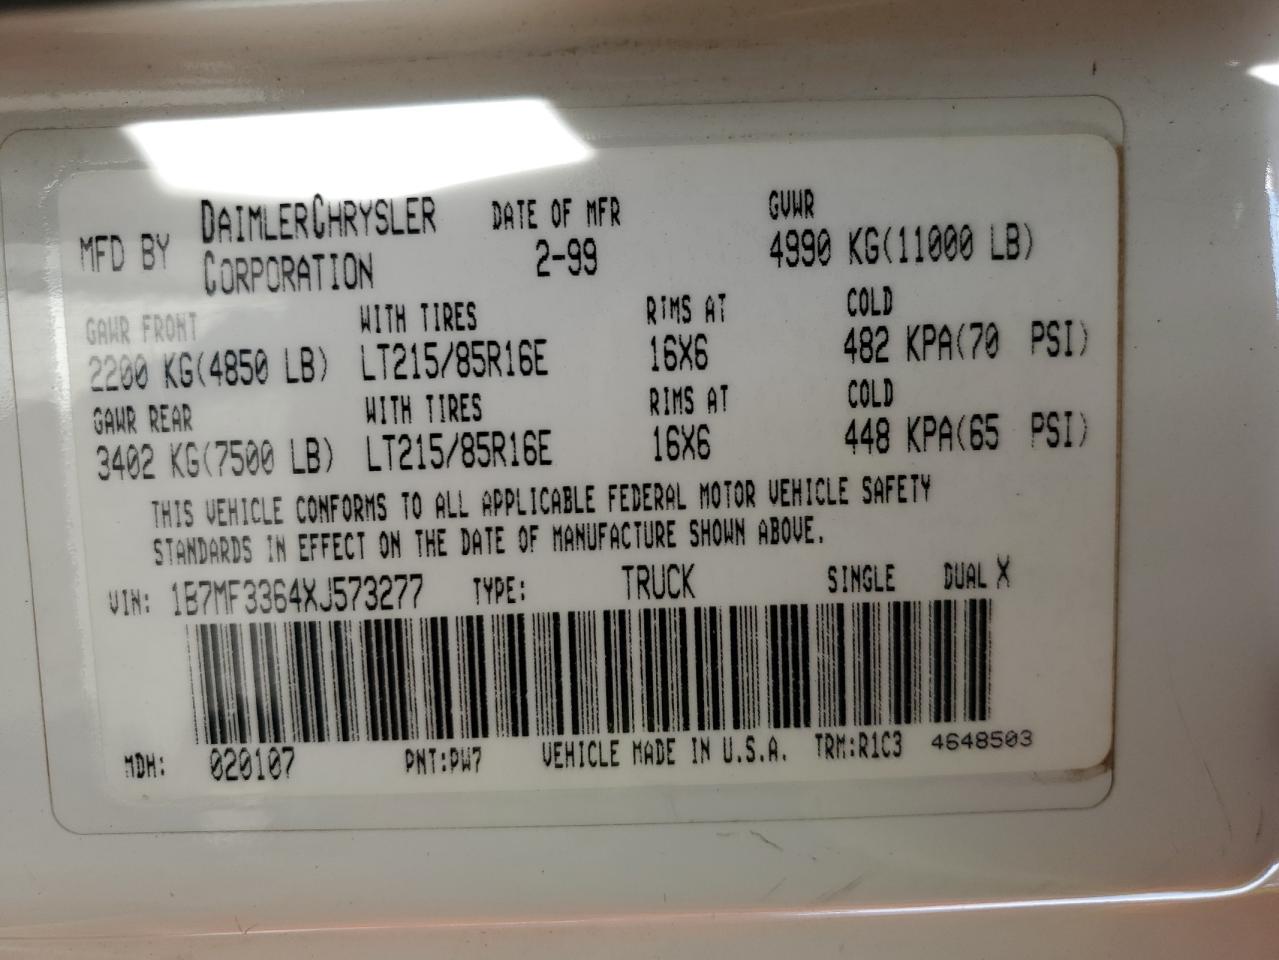 MFD BY DAIMLERCHRYSLER CORPORATION DATE OF MFR 2-99 GVWR 4990 KG(11000 LB)
GAWR FRONT WITH TIRES RIMS AT COLD
2200 KG(4850 LB) LT215/85R16E 16X6 482 KPA(70 PSI)
GAWR REAR WITH TIRES RIMS AT COLD
3402 KG(7500 LB) LT215/85R16E 16X6 448 KPA(65 PSI)
THIS VEHICLE CONFORMS TO ALL APPLICABLE FEDERAL MOTOR VEHICLE SAFETY
STANDARDS IN EFFECT ON THE DATE OF MANUFACTURE SHOWN ABOVE.
VIN: 1B7MF3364XJ573277 TYPE: TRUCK SINGLE DUAL X
MDH: 020107 PNT:PW7 VEHICLE MADE IN U.S.A. TRM:R1C3 4648503